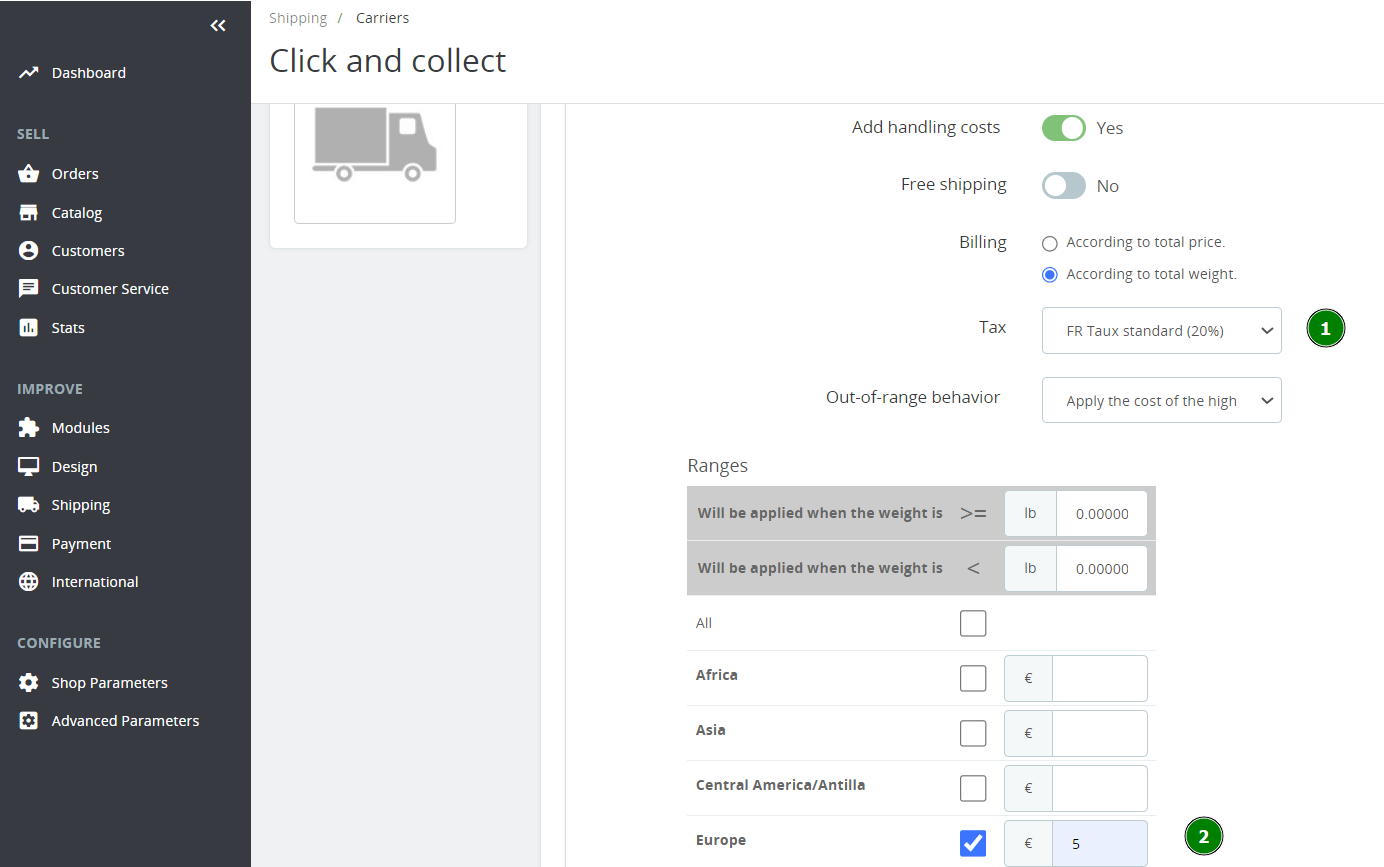 Shipping / Carriers
Click and collect
Dashboard
SELL
Orders
Catalog
Customers
Customer Service
Stats
IMPROVE
Modules
Design
Shipping
Payment
International
CONFIGURE
Shop Parameters
Advanced Parameters
Add handling costs Yes
Free shipping No
Billing According to total price.
According to total weight.
Tax FR Taux standard (20%) 1
Out-of-range behavior Apply the cost of the high
Ranges
Will be applied when the weight is >= lb 0.00000
Will be applied when the weight is < lb 0.00000
All
Africa €
Asia €
Central America/Antilla €
Europe € 5 2